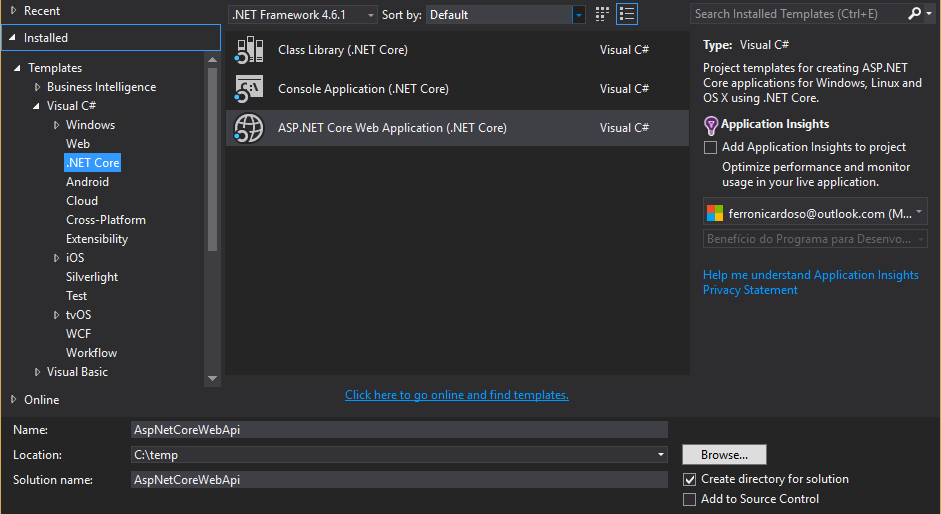 Recent
Installed
Templates
Business Intelligence
Visual C#
Windows
Web
.NET Core
Android
Cloud
Cross-Platform
Extensibility
iOS
Silverlight
Test
tvOS
WCF
Workflow
Visual Basic
Online
.NET Framework 4.6.1
Sort by: Default
Class Library (.NET Core) Visual C#
Console Application (.NET Core) Visual C#
ASP.NET Core Web Application (.NET Core) Visual C#
Click here to go online and find templates.
Search Installed Templates (Ctrl+E)
Type: Visual C#
Project templates for creating ASP.NET
Core applications for Windows, Linux and
OS X using .NET Core.
Application Insights
Add Application Insights to project
Optimize performance and monitor
usage in your live application.
ferronicardoso@outlook.com (M...
Benefício do Programa para Desenvo...
Help me understand Application Insights
Privacy Statement
Name: AspNetCoreWebApi
Location: C:\temp
Browse...
Solution name: AspNetCoreWebApi
Create directory for solution
Add to Source Control